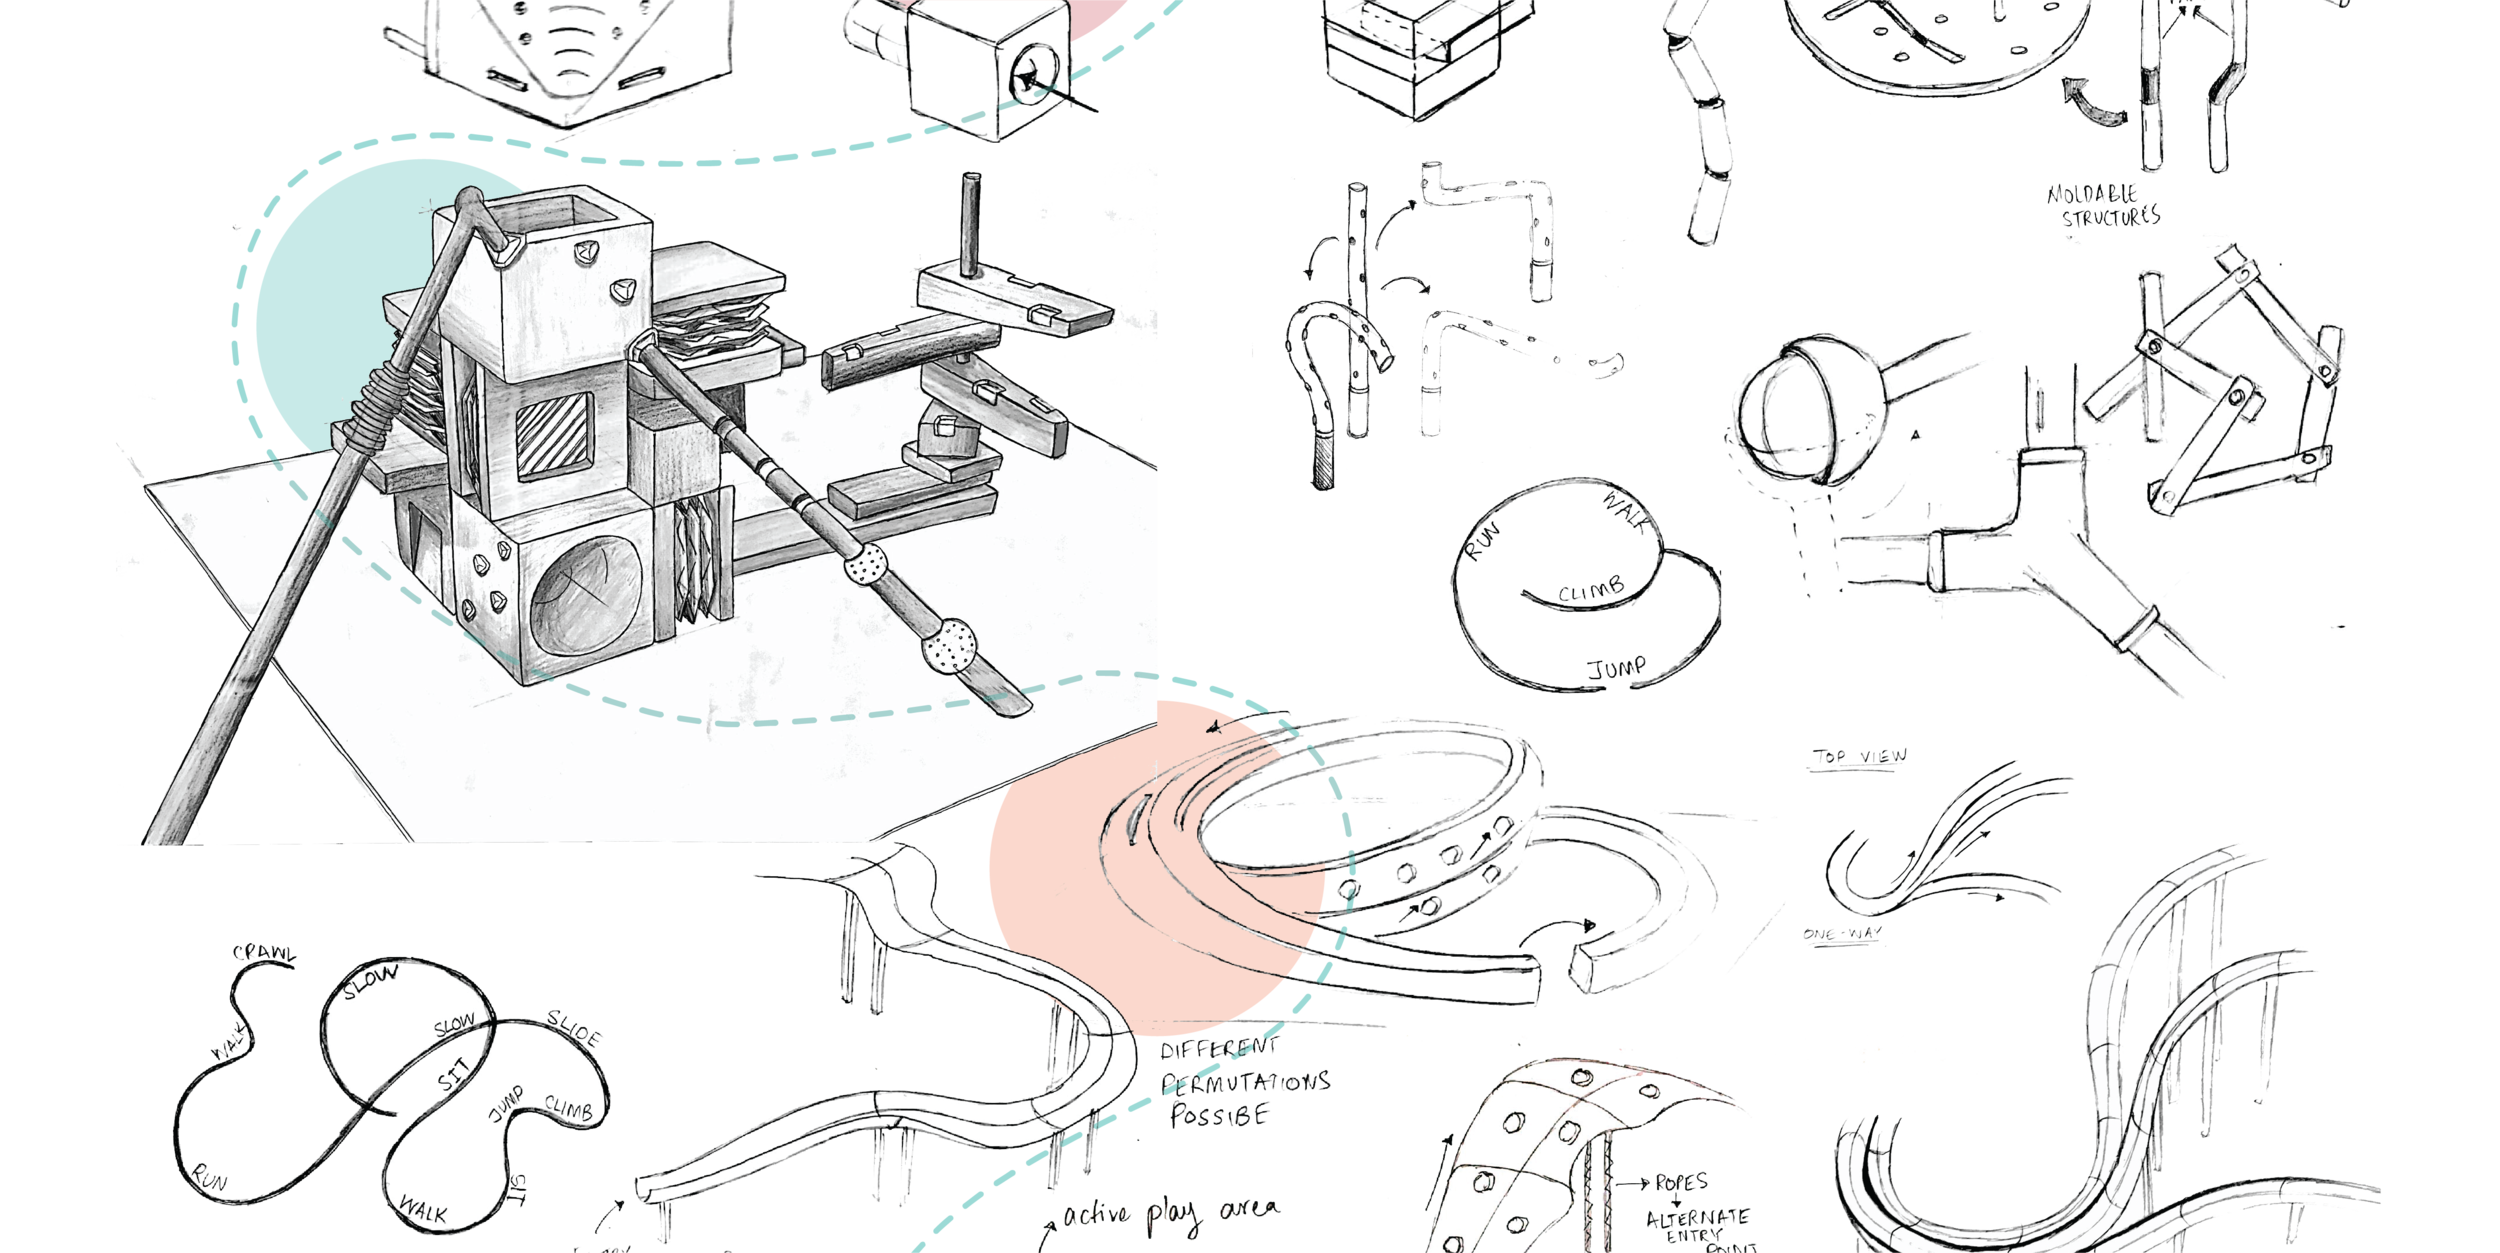 MOLDABLE
STRUCTURES
RUN
WALK
CLIMB
JUMP
TOP VIEW
ONE-WAY
CRAWL
WALK
RUN
SLOW
SLOW
SIT
SLIDE
JUMP
CLIMB
SIT
WALK
DIFFERENT
PERMUTATIONS
POSSIBE
active play area
ROPES
ALTERNATE
ENTRY
POINT